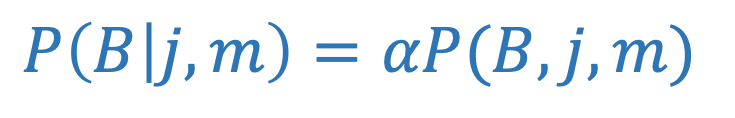 P(B|j,m) = αP(B,j,m)